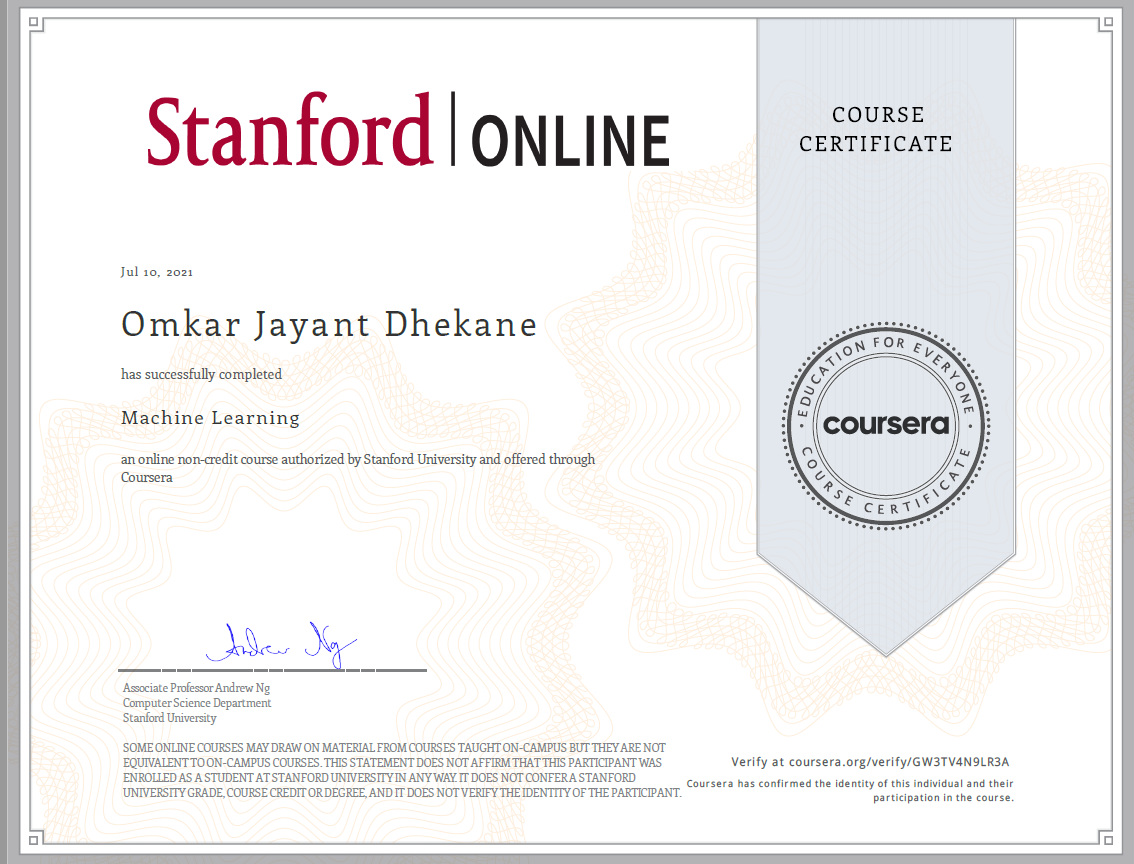 Stanford | ONLINE
COURSE
CERTIFICATE
Jul 10, 2021
Omkar Jayant Dhekane
has successfully completed
Machine Learning
an online non-credit course authorized by Stanford University and offered through
Coursera
EDUCATION FOR EVERYONE
coursera
COURSE CERTIFICATE
Andrew Ng
Associate Professor Andrew Ng
Computer Science Department
Stanford University
SOME ONLINE COURSES MAY DRAW ON MATERIAL FROM COURSES TAUGHT ON-CAMPUS BUT THEY ARE NOT
EQUIVALENT TO ON-CAMPUS COURSES. THIS STATEMENT DOES NOT AFFIRM THAT THIS PARTICIPANT WAS
ENROLLED AS A STUDENT AT STANFORD UNIVERSITY IN ANY WAY. IT DOES NOT CONFER A STANFORD
UNIVERSITY GRADE, COURSE CREDIT OR DEGREE, AND IT DOES NOT VERIFY THE IDENTITY OF THE PARTICIPANT.
Verify at coursera.org/verify/GW3TV4N9LR3A
Coursera has confirmed the identity of this individual and their
participation in the course.